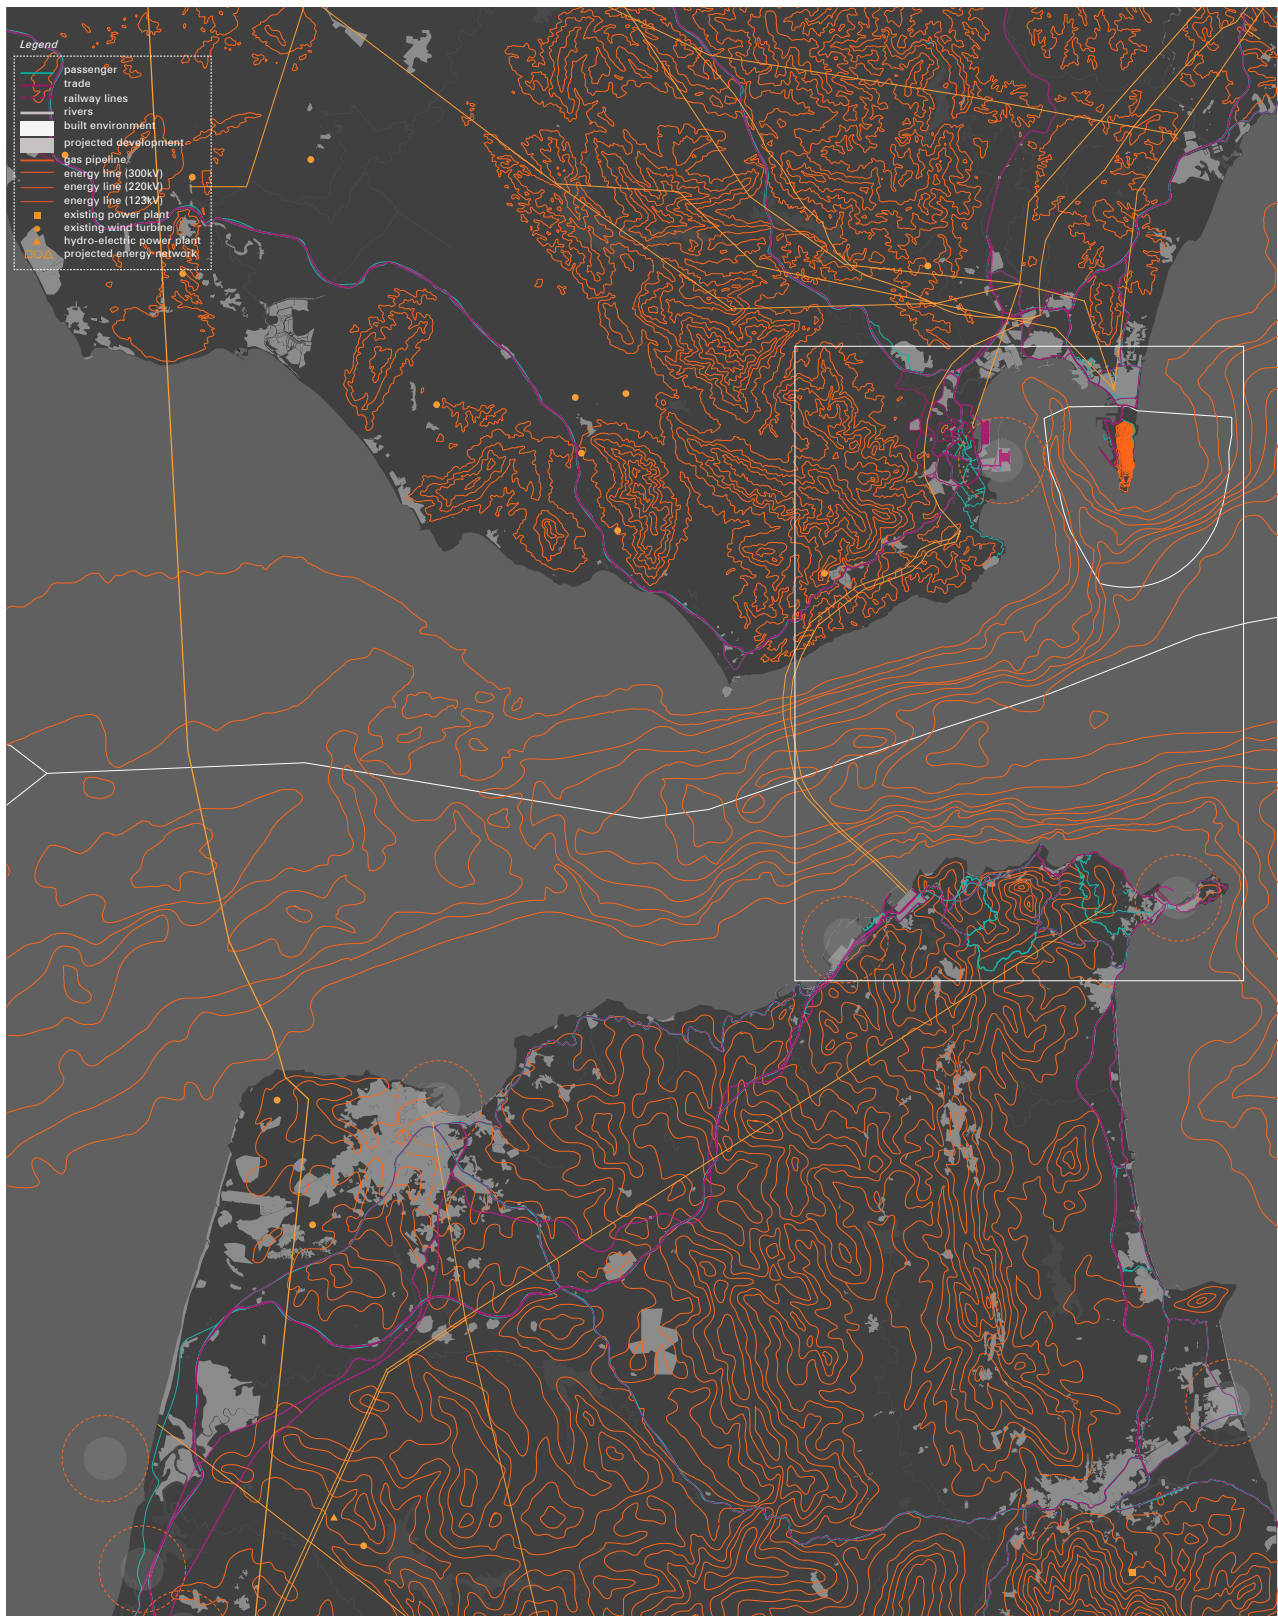 Legend
passenger
trade
railway lines
rivers
built environment
projected development
gas pipeline
energy line (300kV)
energy line (220kV)
energy line (123kV)
existing power plant
existing wind turbine
hydro-electric power plant
projected energy network